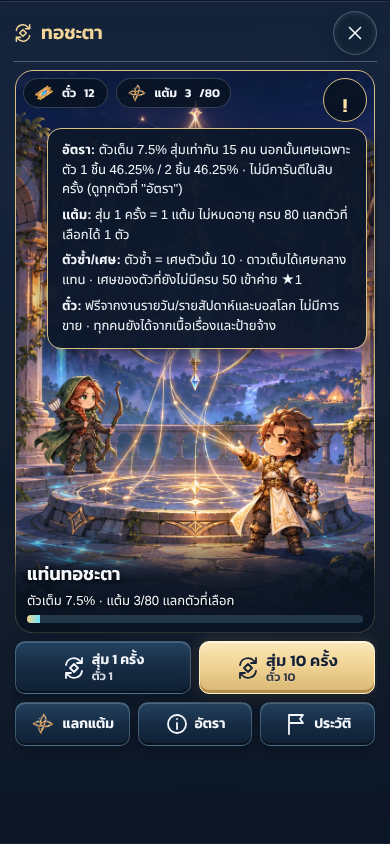 ทอชะตา
ตั๋ว 12
แต้ม 3 /80
!
อัตรา: ตัวเต็ม 7.5% สุ่มเท่ากัน 15 คน นอกนั้นเศษเฉพาะ
ตัว 1 ชิ้น 46.25% / 2 ชิ้น 46.25% · ไม่มีการันตีในสิบ
ครั้ง (ดูทุกตัวที่ "อัตรา")
แต้ม: สุ่ม 1 ครั้ง = 1 แต้ม ไม่หมดอายุ ครบ 80 แลกตัวที่
เลือกได้ 1 ตัว
ตัวซ้ำ/เศษ: ตัวซ้ำ = เศษตัวนั้น 10 · ดาวเต็มได้เศษกลาง
แทน · เศษของตัวที่ยังไม่มีครบ 50 เข้าค่าย ★1
ตั๋ว: ฟรีจากงานรายวัน/รายสัปดาห์และบอสโลก ไม่มีการ
ขาย · ทุกคนยังได้จากเนื้อเรื่องและป้ายจ้าง
แท่นทอชะตา
ตัวเต็ม 7.5% · แต้ม 3/80 แลกตัวที่เลือก
สุ่ม 1 ครั้ง
ตั๋ว 1
สุ่ม 10 ครั้ง
ตั๋ว 10
แลกแต้ม
อัตรา
ประวัติ